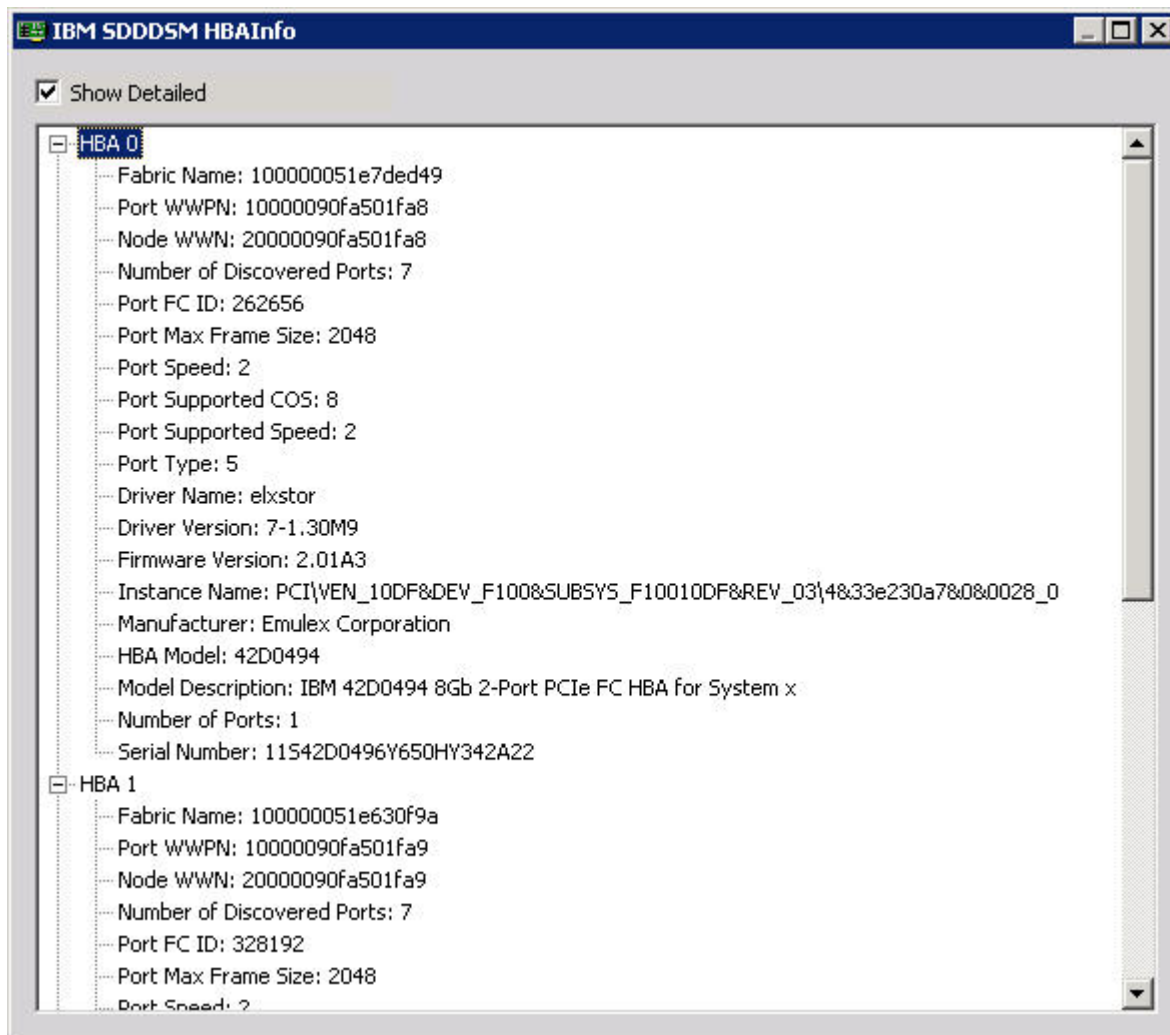 IBM SDDDSM HBAInfo
Show Detailed
HBA 0
Fabric Name: 100000051e7ded49
Port WWPN: 10000090fa501fa8
Node WWN: 20000090fa501fa8
Number of Discovered Ports: 7
Port FC ID: 262656
Port Max Frame Size: 2048
Port Speed: 2
Port Supported COS: 8
Port Supported Speed: 2
Port Type: 5
Driver Name: elxstor
Driver Version: 7-1.30M9
Firmware Version: 2.01A3
Instance Name: PCI\VEN_10DF&DEV_F100&SUBSYS_F10010DF&REV_03\4&33e230a7&0&0028_0
Manufacturer: Emulex Corporation
HBA Model: 42D0494
Model Description: IBM 42D0494 8Gb 2-Port PCIe FC HBA for System x
Number of Ports: 1
Serial Number: 11S42D0496Y650HY342A22
HBA 1
Fabric Name: 100000051e630f9a
Port WWPN: 10000090fa501fa9
Node WWN: 20000090fa501fa9
Number of Discovered Ports: 7
Port FC ID: 328192
Port Max Frame Size: 2048
Port Speed: 2